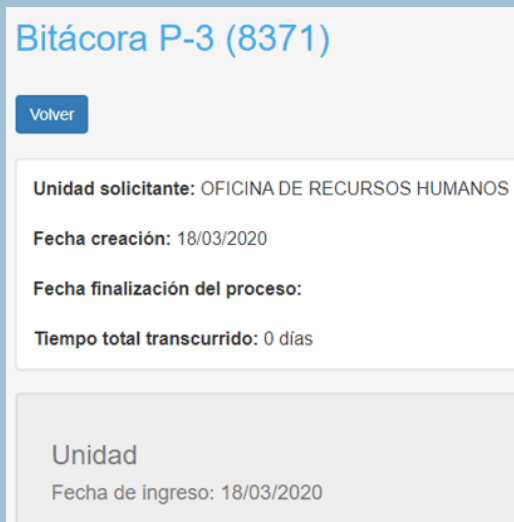 Bitácora P-3 (8371)
Volver
Unidad solicitante: OFICINA DE RECURSOS HUMANOS
Fecha creación: 18/03/2020
Fecha finalización del proceso:
Tiempo total transcurrido: 0 días
Unidad
Fecha de ingreso: 18/03/2020